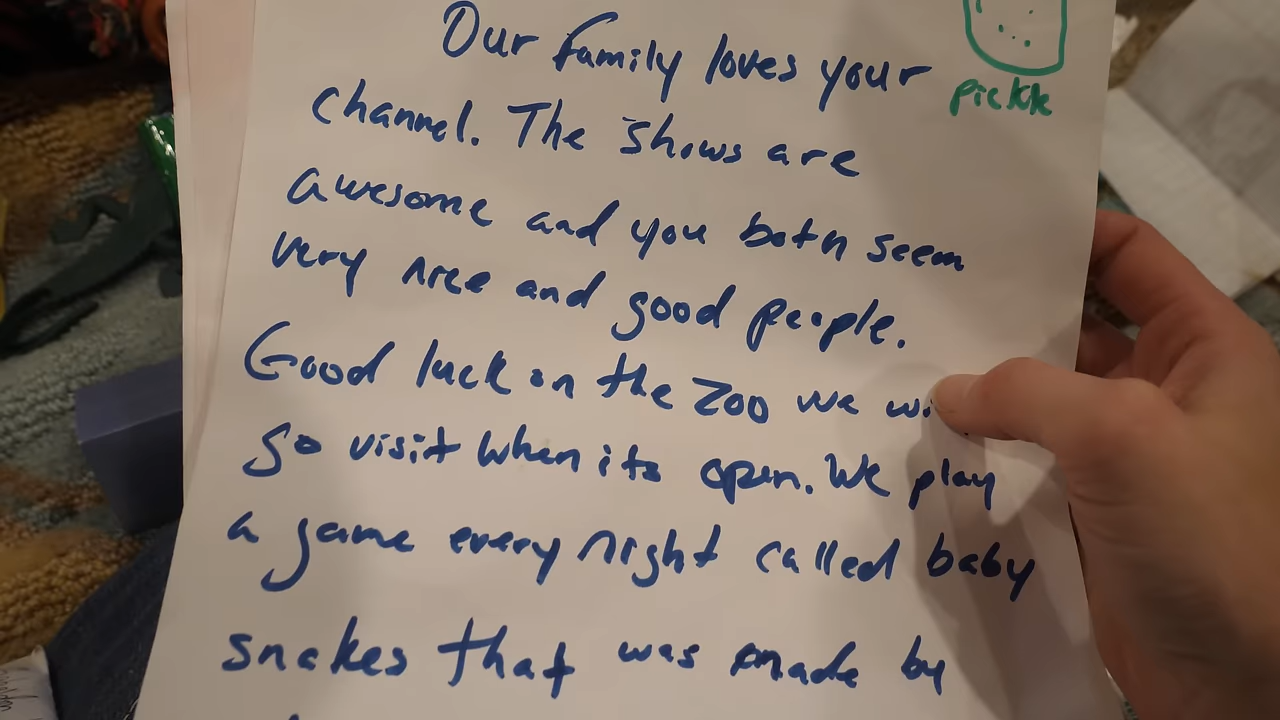 Our family loves your
pickle
channel. The shows are
awesome and you both seem
very nice and good people.
Good luck on the Zoo we
go visit when its open. We play
a game every night called baby
snakes that was made by